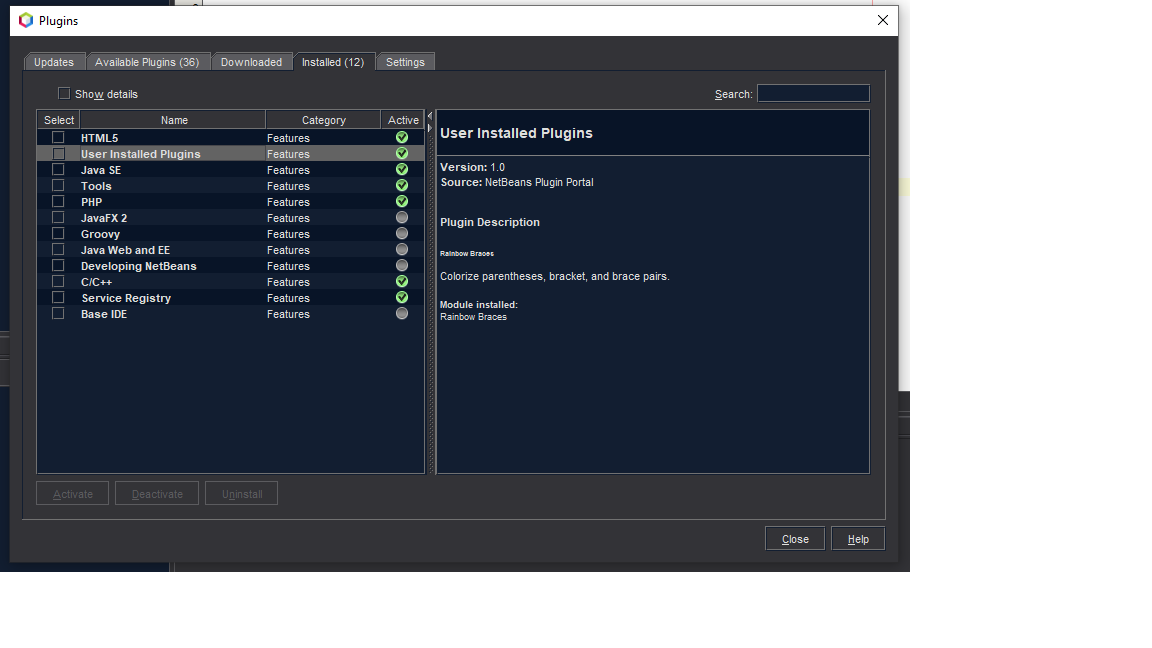 Plugins
Updates Available Plugins (36) Downloaded Installed (12) Settings
Show details Search:
Select Name Category Active
HTML5 Features
User Installed Plugins Features
Java SE Features
Tools Features
PHP Features
JavaFX 2 Features
Groovy Features
Java Web and EE Features
Developing NetBeans Features
C/C++ Features
Service Registry Features
Base IDE Features
User Installed Plugins
Version: 1.0
Source: NetBeans Plugin Portal
Plugin Description
Rainbow Braces
Colorize parentheses, bracket, and brace pairs.
Module installed:
Rainbow Braces
Activate Deactivate Uninstall
Close Help